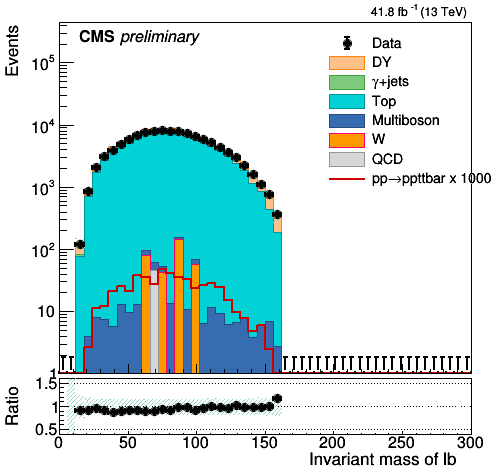 41.8 fb⁻¹ (13 TeV)
CMS preliminary
Events
Data
DY
γ+jets
Top
Multiboson
W
QCD
pp→ppttbar x 1000
10⁵
10⁴
10³
10²
10
1
Ratio
1.5
1
0.5
0 50 100 150 200 250 300
Invariant mass of lb